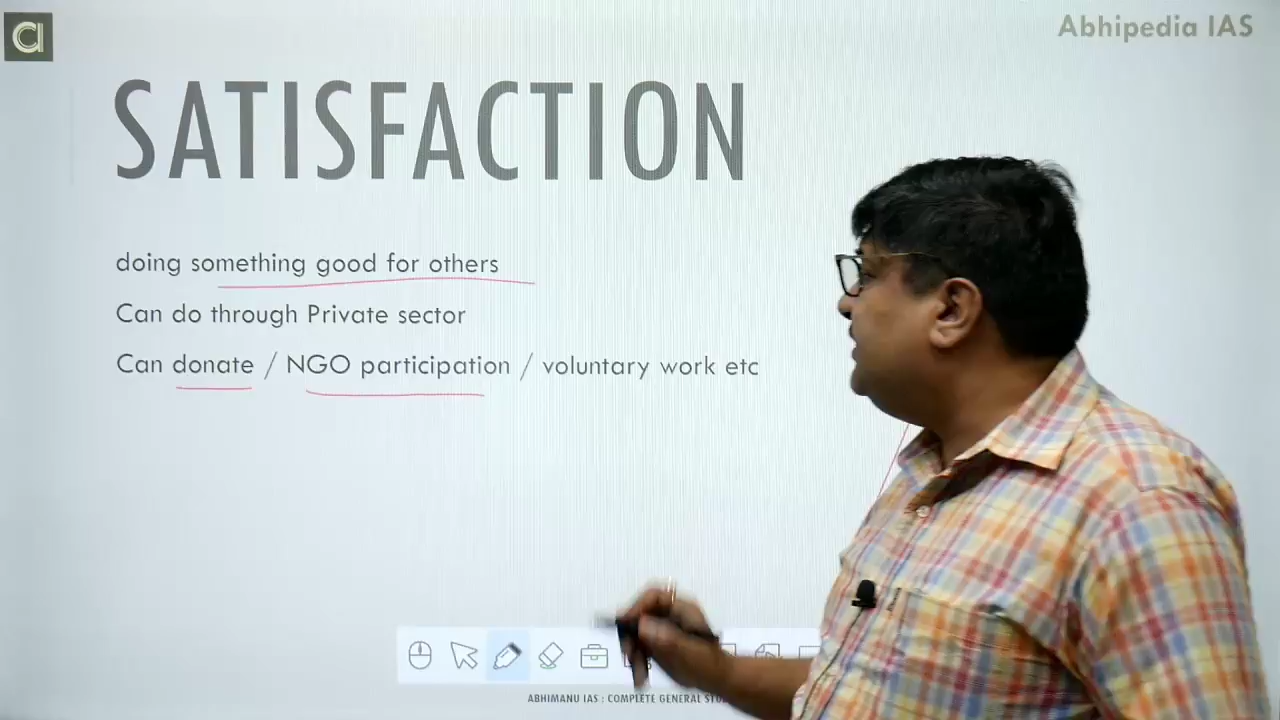 Abhipedia IAS
SATISFACTION
doing something good for others
Can do through Private sector
Can donate / NGO participation / voluntary work etc
ABHIMANU IAS : COMPLETE GENERAL